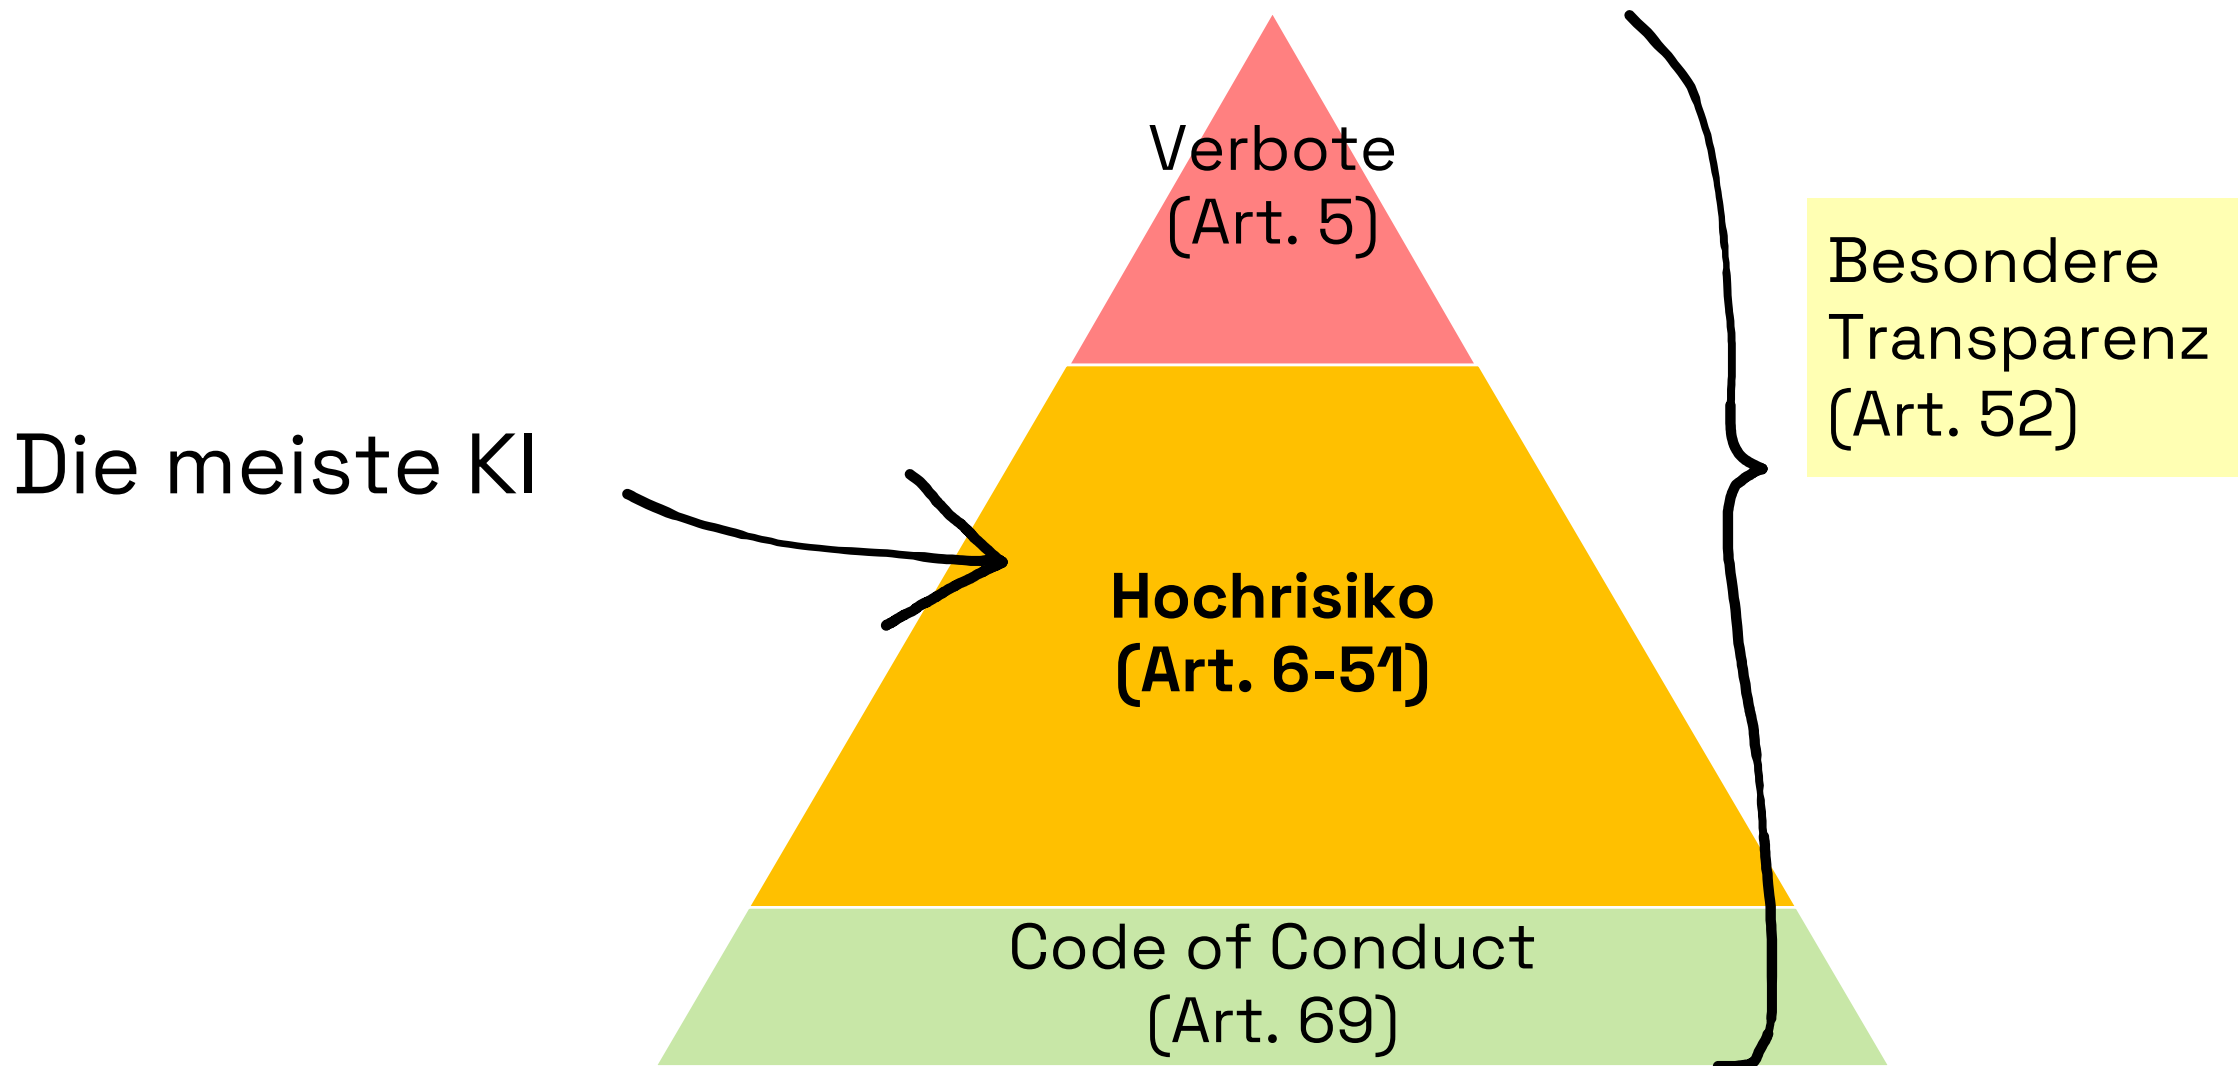 Verbote
(Art. 5)
Besondere
Transparenz
(Art. 52)
Die meiste KI
Hochrisiko
(Art. 6-51)
Code of Conduct
(Art. 69)